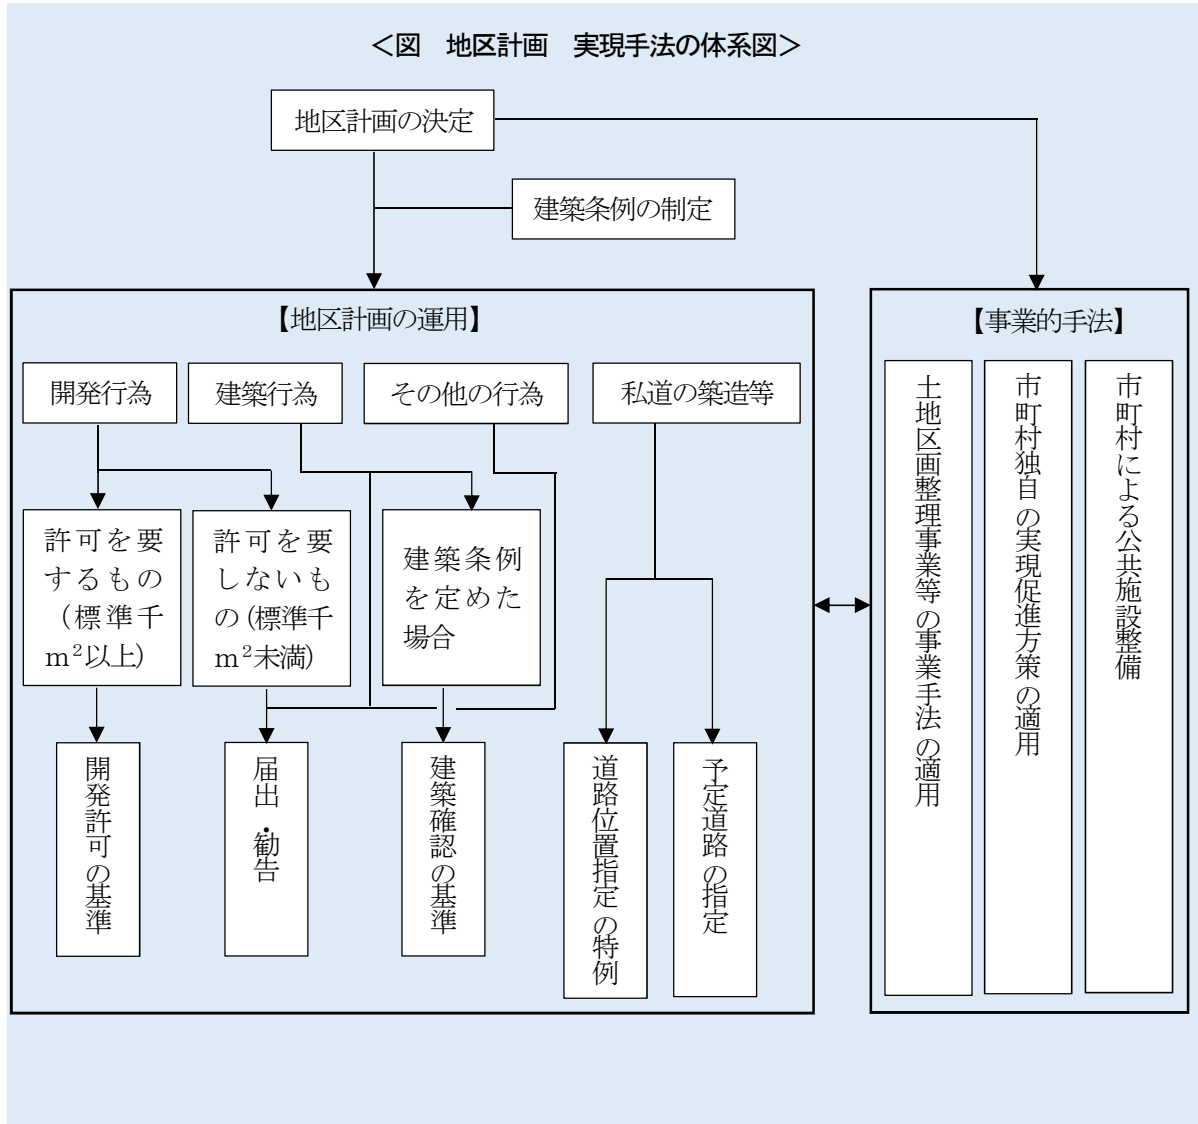 ＜図　地区計画　実現手法の体系図＞
地区計画の決定
建築条例の制定
【地区計画の運用】
開発行為
建築行為
その他の行為
私道の築造等
許可を要
するもの
（標準千
m²以上）
許可を要
しないも
の（標準千
m²未満）
建築条例
を定めた
場合
開発許可の基準
届出・勧告
建築確認の基準
道路位置指定の特例
予定道路の指定
【事業的手法】
土地区画整理事業等の事業手法の適用
市町村独自の実現促進方策の適用
市町村による公共施設整備